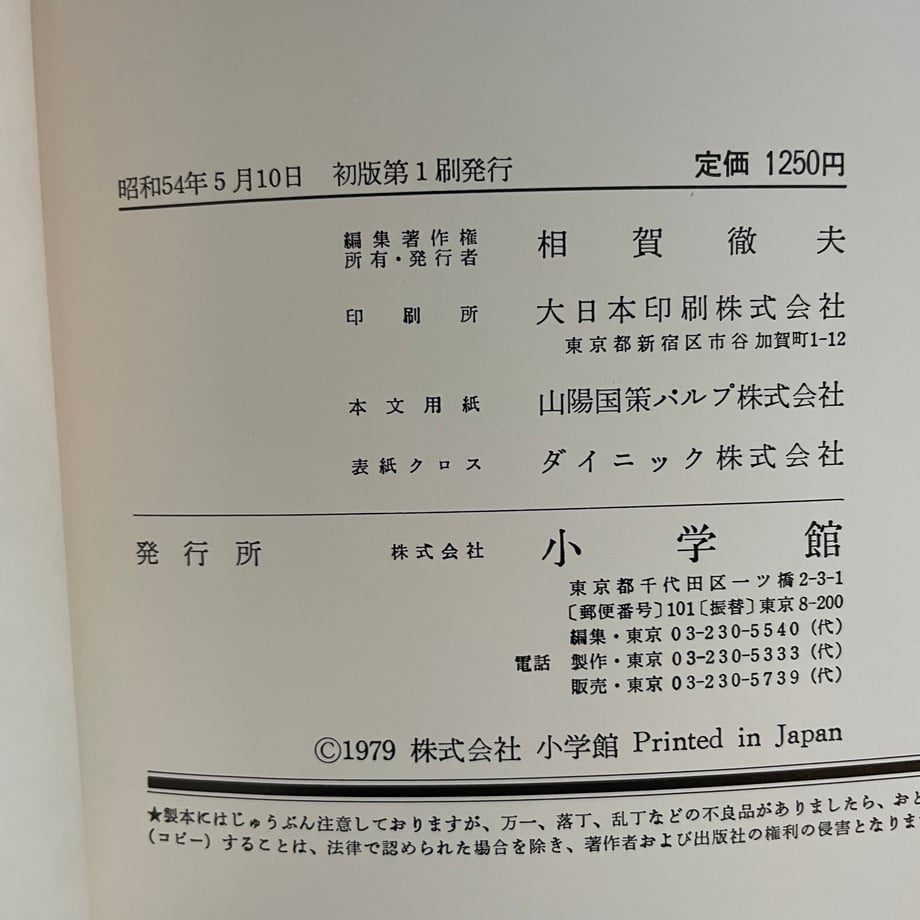 昭和54年5月10日　初版第1刷発行　定価 1250円
編集著作権
所有・発行者　相賀徹夫
印刷所　大日本印刷株式会社
東京都新宿区市谷加賀町1-12
本文用紙　山陽国策パルプ株式会社
表紙クロス　ダイニック株式会社
発行所　株式会社　小学館
東京都千代田区一ツ橋2-3-1
〔郵便番号〕101〔振替〕東京8-200
編集・東京 03-230-5540（代）
電話　製作・東京 03-230-5333（代）
販売・東京 03-230-5739（代）
©1979 株式会社 小学館 Printed in Japan
★製本にはじゅうぶん注意しておりますが、万一、落丁、乱丁などの不良品がありましたら、おと
（コピー）することは、法律で認められた場合を除き、著作者および出版社の権利の侵害となりま